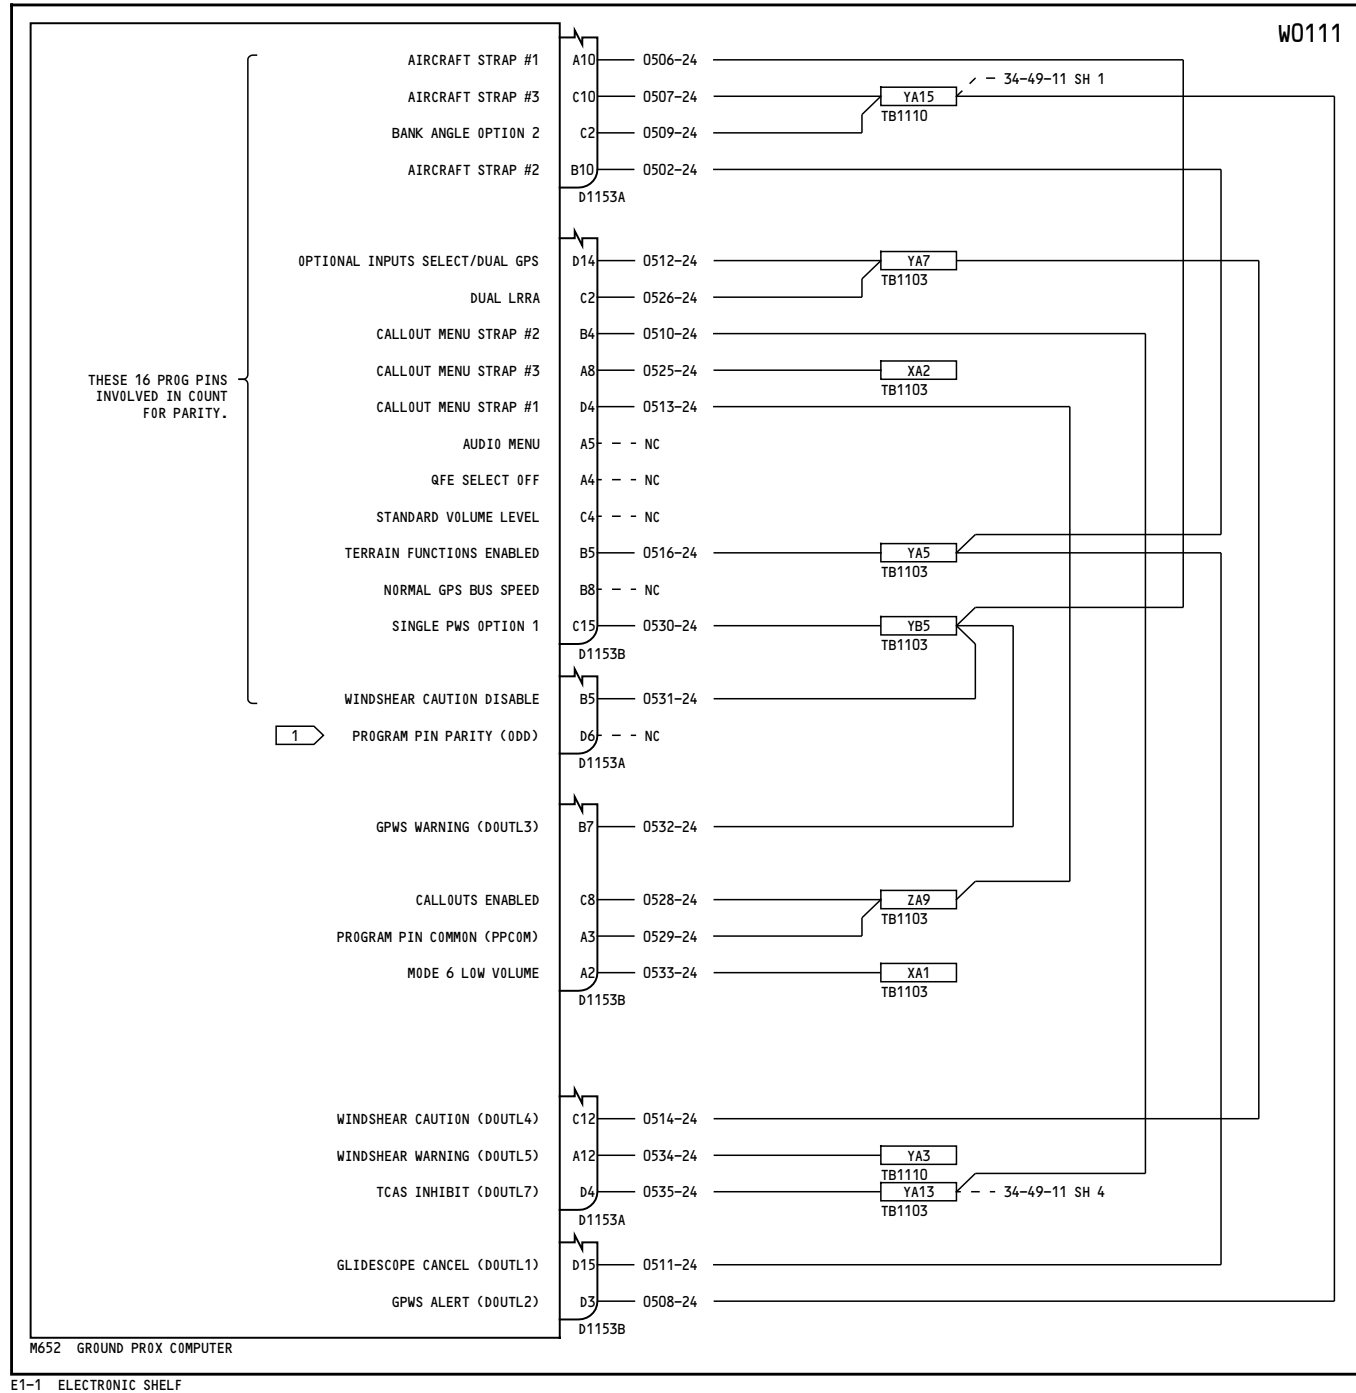 W0111
AIRCRAFT STRAP #1 A10 0506-24
34-49-11 SH 1
AIRCRAFT STRAP #3 C10 0507-24 YA15
TB1110
BANK ANGLE OPTION 2 C2 0509-24
AIRCRAFT STRAP #2 B10 0502-24
D1153A
OPTIONAL INPUTS SELECT/DUAL GPS D14 0512-24 YA7
TB1103
DUAL LRRA C2 0526-24
CALLOUT MENU STRAP #2 B4 0510-24
CALLOUT MENU STRAP #3 A8 0525-24 XA2
TB1103
THESE 16 PROG PINS
INVOLVED IN COUNT
FOR PARITY.
CALLOUT MENU STRAP #1 D4 0513-24
AUDIO MENU A5 NC
QFE SELECT OFF A4 NC
STANDARD VOLUME LEVEL C4 NC
TERRAIN FUNCTIONS ENABLED B5 0516-24 YA5
TB1103
NORMAL GPS BUS SPEED B8 NC
SINGLE PWS OPTION 1 C15 0530-24 YB5
TB1103
D1153B
WINDSHEAR CAUTION DISABLE B5 0531-24
1 PROGRAM PIN PARITY (ODD) D6 NC
D1153A
GPWS WARNING (DOUTL3) B7 0532-24
CALLOUTS ENABLED C8 0528-24 ZA9
TB1103
PROGRAM PIN COMMON (PPCOM) A3 0529-24
MODE 6 LOW VOLUME A2 0533-24 XA1
TB1103
D1153B
WINDSHEAR CAUTION (DOUTL4) C12 0514-24
WINDSHEAR WARNING (DOUTL5) A12 0534-24 YA3
TB1110
TCAS INHIBIT (DOUTL7) D4 0535-24 YA13 34-49-11 SH 4
TB1103
D1153A
GLIDESCOPE CANCEL (DOUTL1) D15 0511-24
GPWS ALERT (DOUTL2) D3 0508-24
D1153B
M652 GROUND PROX COMPUTER
E1-1 ELECTRONIC SHELF